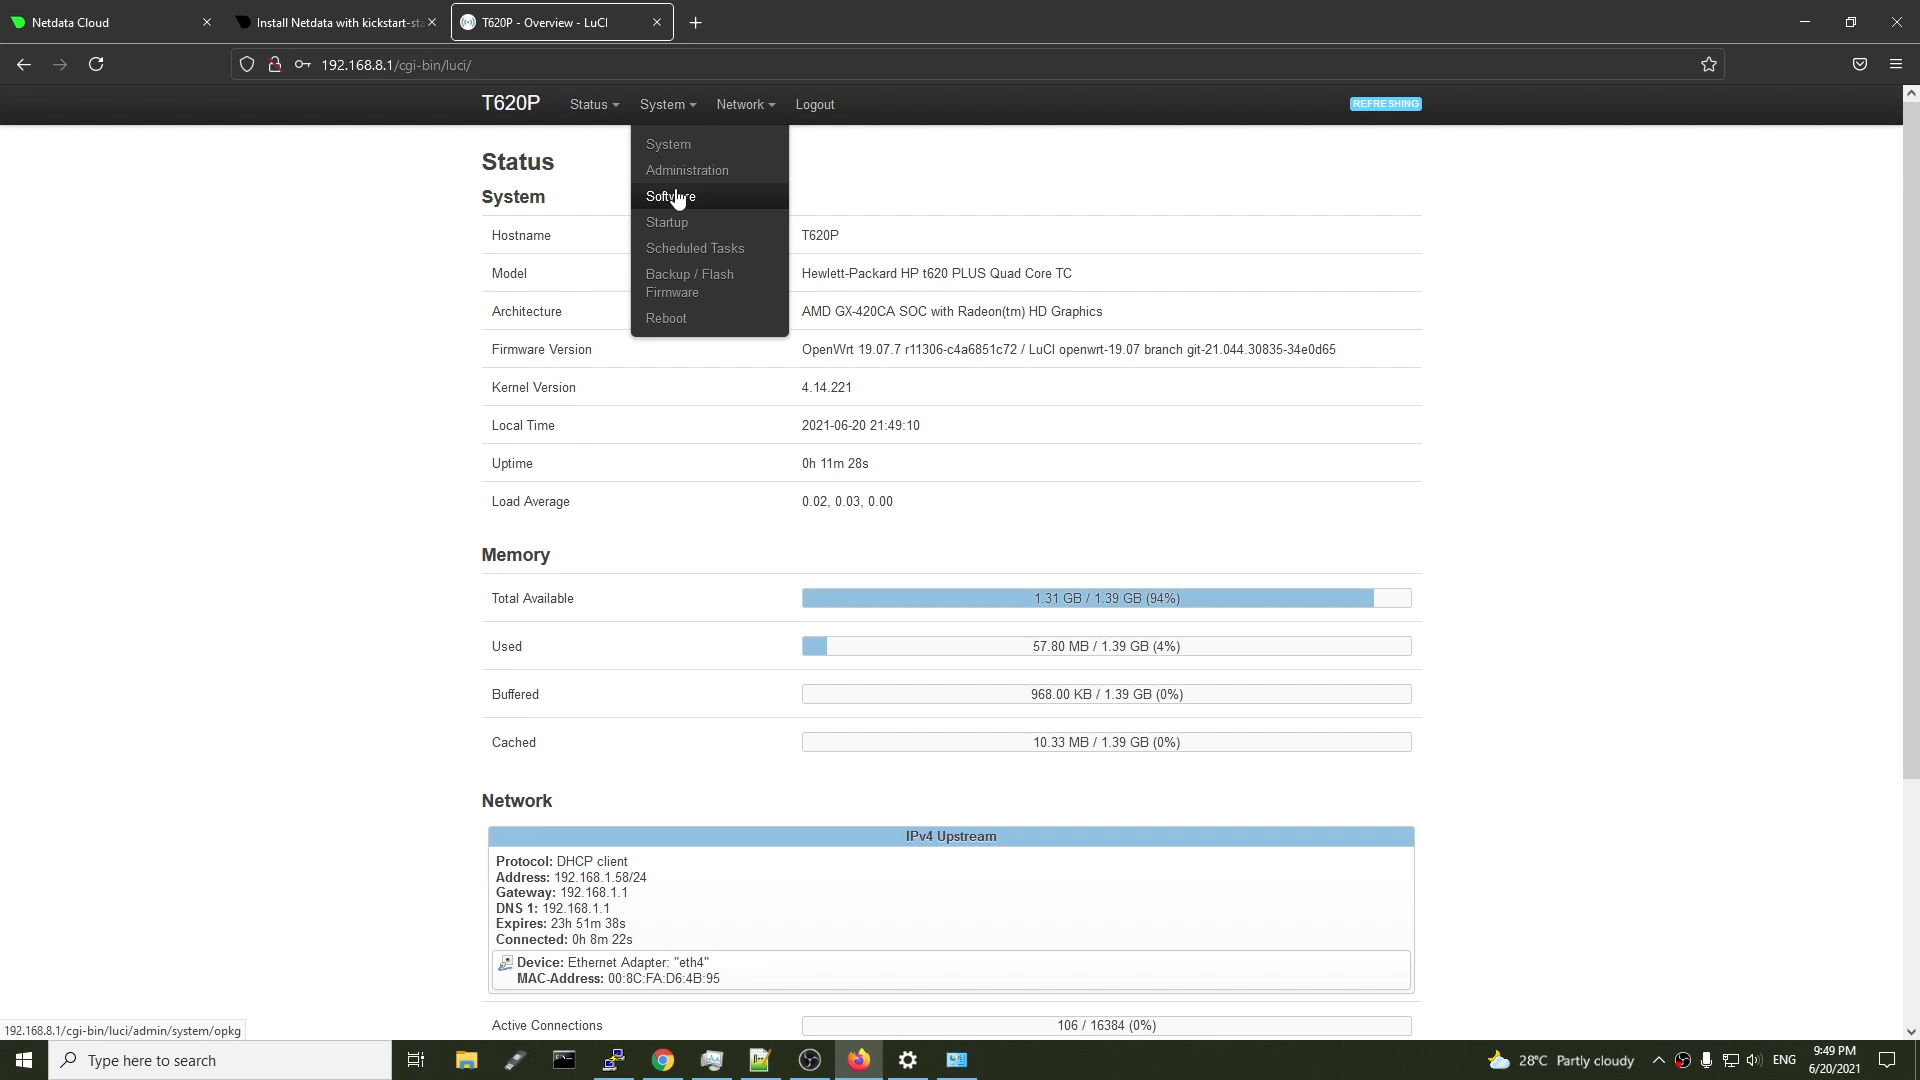 Netdata Cloud
Install Netdata with kickstart-sta
T620P - Overview - LuCI
192.168.8.1/cgi-bin/luci/
T620P
Status
System
Network
Logout
REFRESHING
System
Administration
Software
Startup
Scheduled Tasks
Backup / Flash
Firmware
Reboot
Status
System
Hostname
T620P
Model
Hewlett-Packard HP t620 PLUS Quad Core TC
Architecture
AMD GX-420CA SOC with Radeon(tm) HD Graphics
Firmware Version
OpenWrt 19.07.7 r11306-c4a6851c72 / LuCI openwrt-19.07 branch git-21.044.30835-34e0d65
Kernel Version
4.14.221
Local Time
2021-06-20 21:49:10
Uptime
0h 11m 28s
Load Average
0.02, 0.03, 0.00
Memory
Total Available
1.31 GB / 1.39 GB (94%)
Used
57.80 MB / 1.39 GB (4%)
Buffered
968.00 KB / 1.39 GB (0%)
Cached
10.33 MB / 1.39 GB (0%)
Network
IPv4 Upstream
Protocol: DHCP client
Address: 192.168.1.58/24
Gateway: 192.168.1.1
DNS 1: 192.168.1.1
Expires: 23h 51m 38s
Connected: 0h 8m 22s
Device: Ethernet Adapter: "eth4"
MAC-Address: 00:8C:FA:D6:4B:95
Active Connections
106 / 16384 (0%)
192.168.8.1/cgi-bin/luci/admin/system/opkg
Type here to search
28°C Partly cloudy
ENG
9:49 PM
6/20/2021